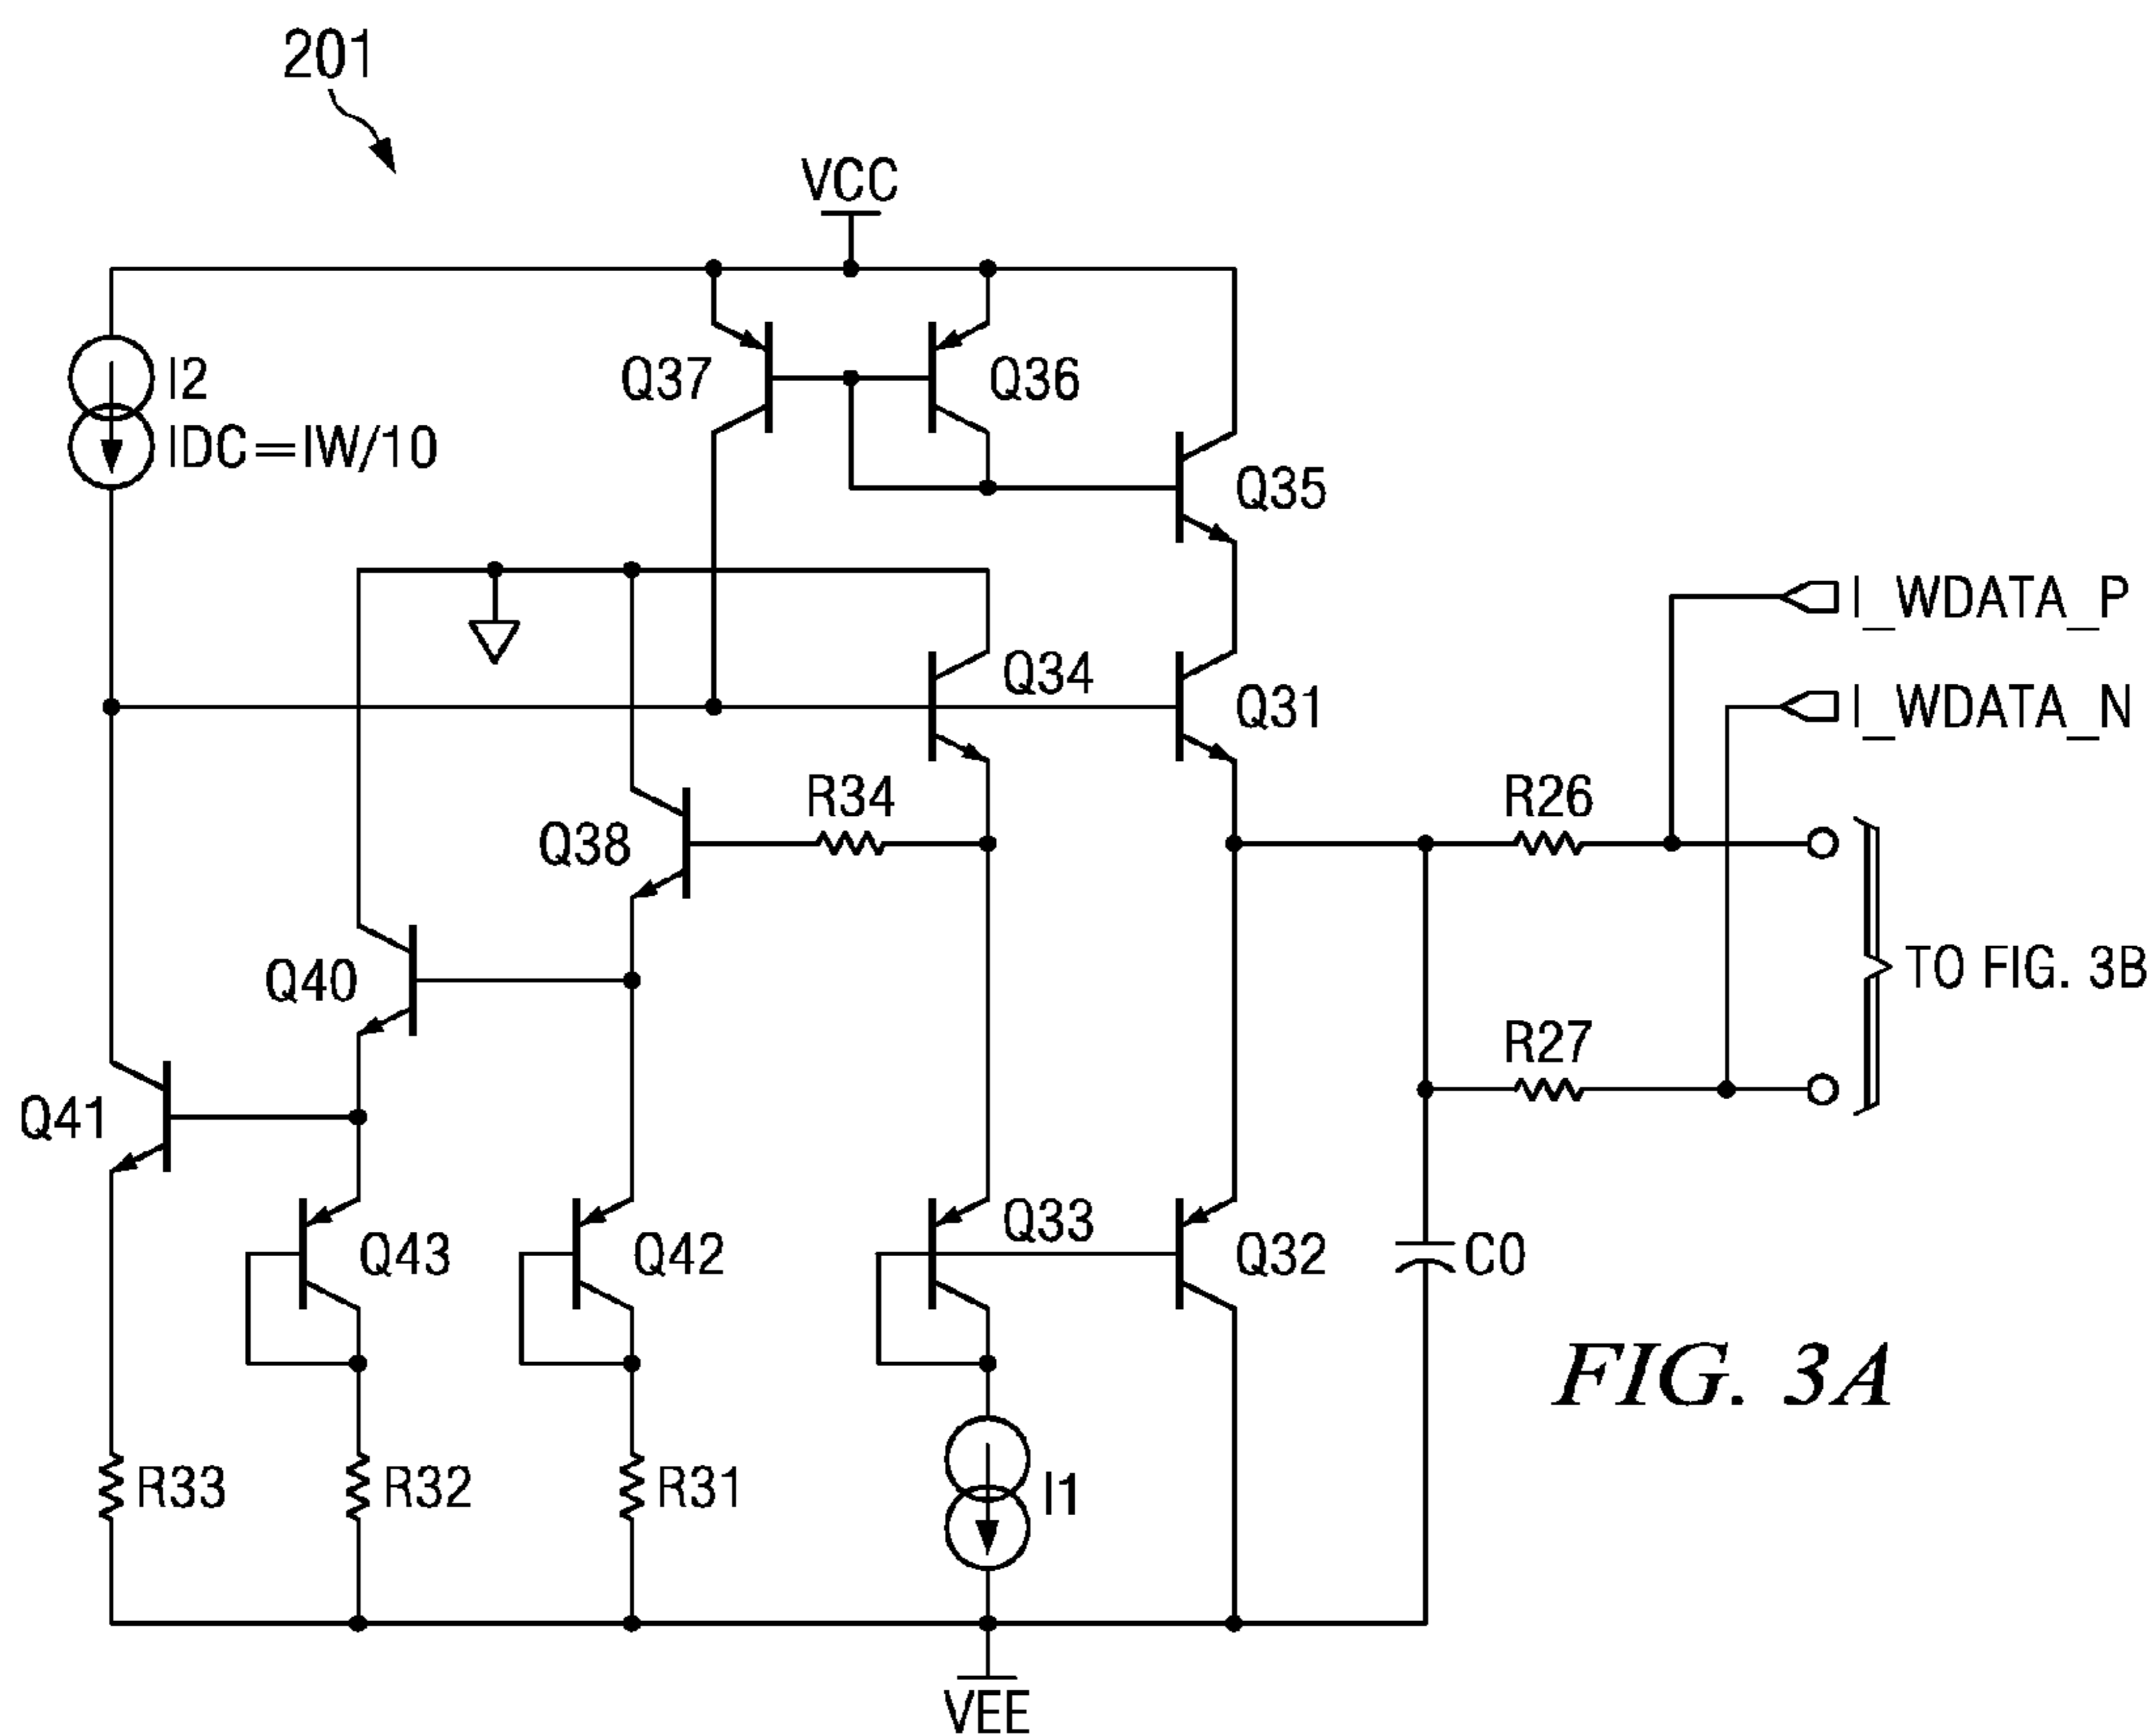 201
VCC
I2
IDC=IW/10
Q37
Q36
Q35
I_WDATA_P
Q34
Q31
I_WDATA_N
R34
R26
Q38
Q40
TO FIG. 3B
R27
Q41
Q43
Q42
Q33
Q32
C0
FIG. 3A
R33
R32
R31
I1
VEE